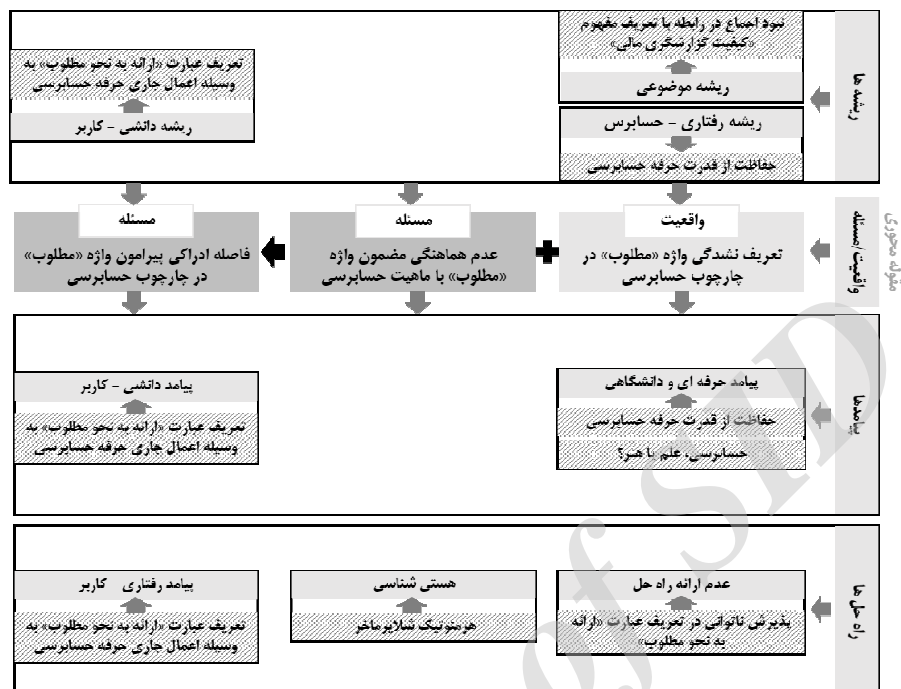 ریشه ها
نبود اجماع در رابطه با تعریف مفهوم
«کیفیت گزارشگری مالی»
ریشه موضوعی
ریشه رفتاری - حسابرس
حفاظت از قدرت حرفه حسابرسی
تعریف عبارت «ارائه به نحو مطلوب» به
وسیله اعمال جاری حرفه حسابرسی
ریشه دانشی - کاربر
مقوله محوری
واقعیت/مسئله
واقعیت
تعریف نشدگی واژه «مطلوب» در
چارچوب حسابرسی
مسئله
عدم هماهنگی مضمون واژه
«مطلوب» با ماهیت حسابرسی
مسئله
فاصله ادراکی پیرامون واژه «مطلوب»
در چارچوب حسابرسی
پیامدها
پیامد حرفه ای و دانشگاهی
حفاظت از قدرت حرفه حسابرسی
حسابرسی، علم یا هنر؟
پیامد دانشی - کاربر
تعریف عبارت «ارائه به نحو مطلوب» به
وسیله اعمال جاری حرفه حسابرسی
راه حل ها
عدم ارائه راه حل
پذیرش ناتوانی در تعریف عبارت «ارائه
به نحو مطلوب»
هستی شناسی
هرمنوتیک شلایرماخر
پیامد رفتاری - کاربر
تعریف عبارت «ارائه به نحو مطلوب» به
وسیله اعمال جاری حرفه حسابرسی
of SID